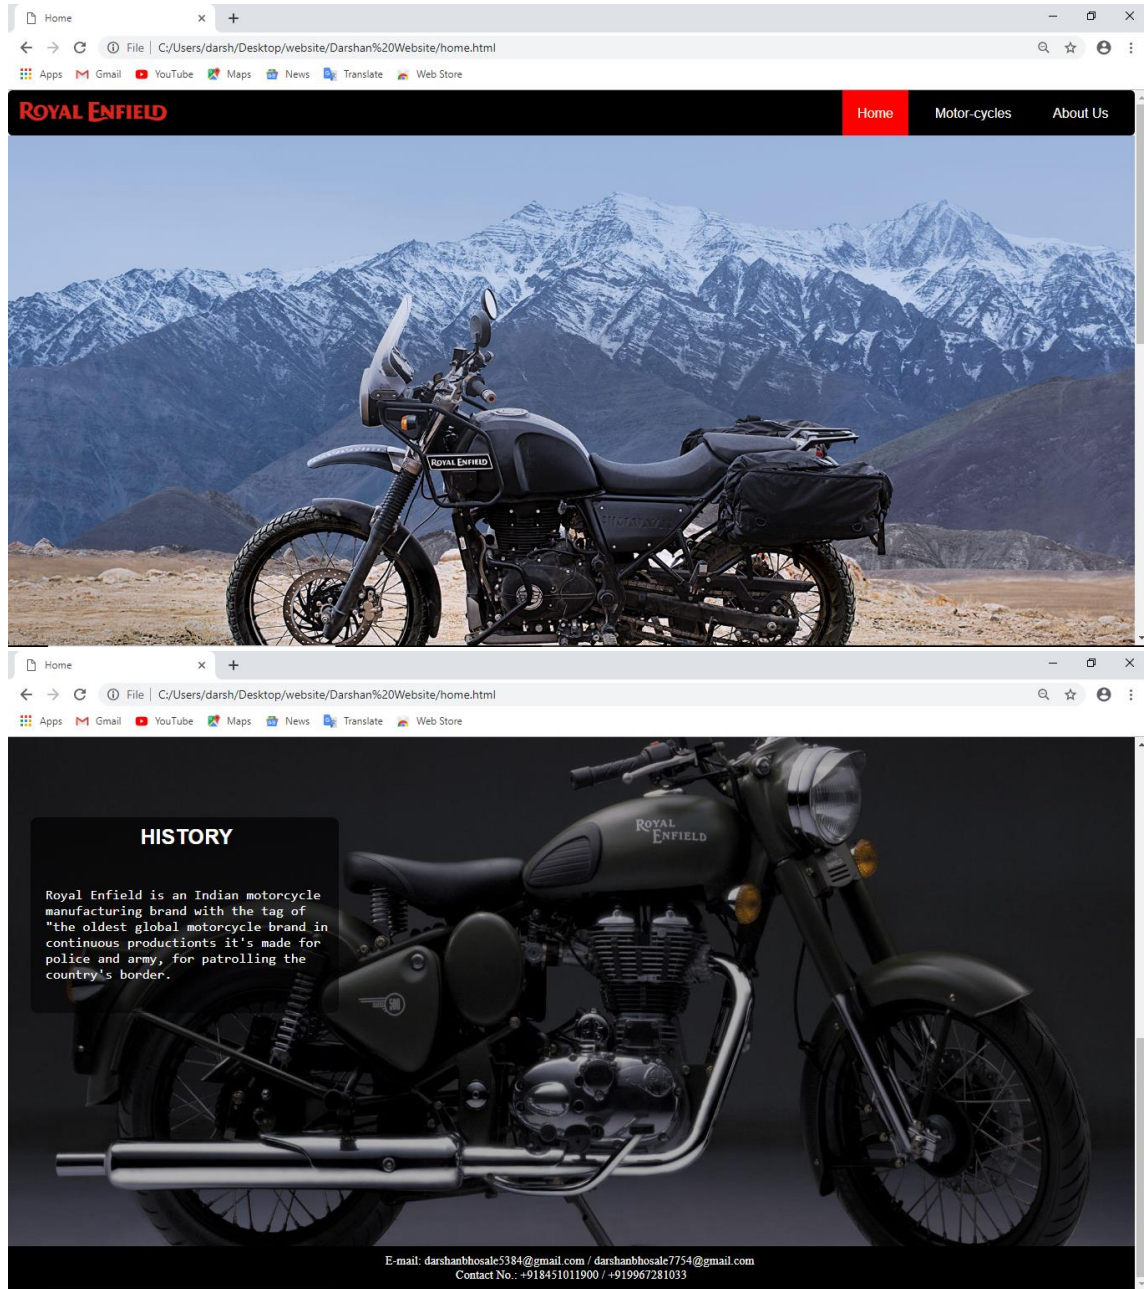 Home
File | C:/Users/darsh/Desktop/website/Darshan%20Website/home.html
Apps Gmail YouTube Maps News Translate Web Store
ROYAL ENFIELD
Home Motor-cycles About Us
ROYAL ENFIELD
HIMALAYAN
Home
File | C:/Users/darsh/Desktop/website/Darshan%20Website/home.html
Apps Gmail YouTube Maps News Translate Web Store
ROYAL
ENFIELD
HISTORY
Royal Enfield is an Indian motorcycle
manufacturing brand with the tag of
"the oldest global motorcycle brand in
continuous productionts it's made for
police and army, for patrolling the
country's border.
500
E-mail: darshanbhosale5384@gmail.com / darshanbhosale7754@gmail.com
Contact No.: +918451011900 / +919967281033